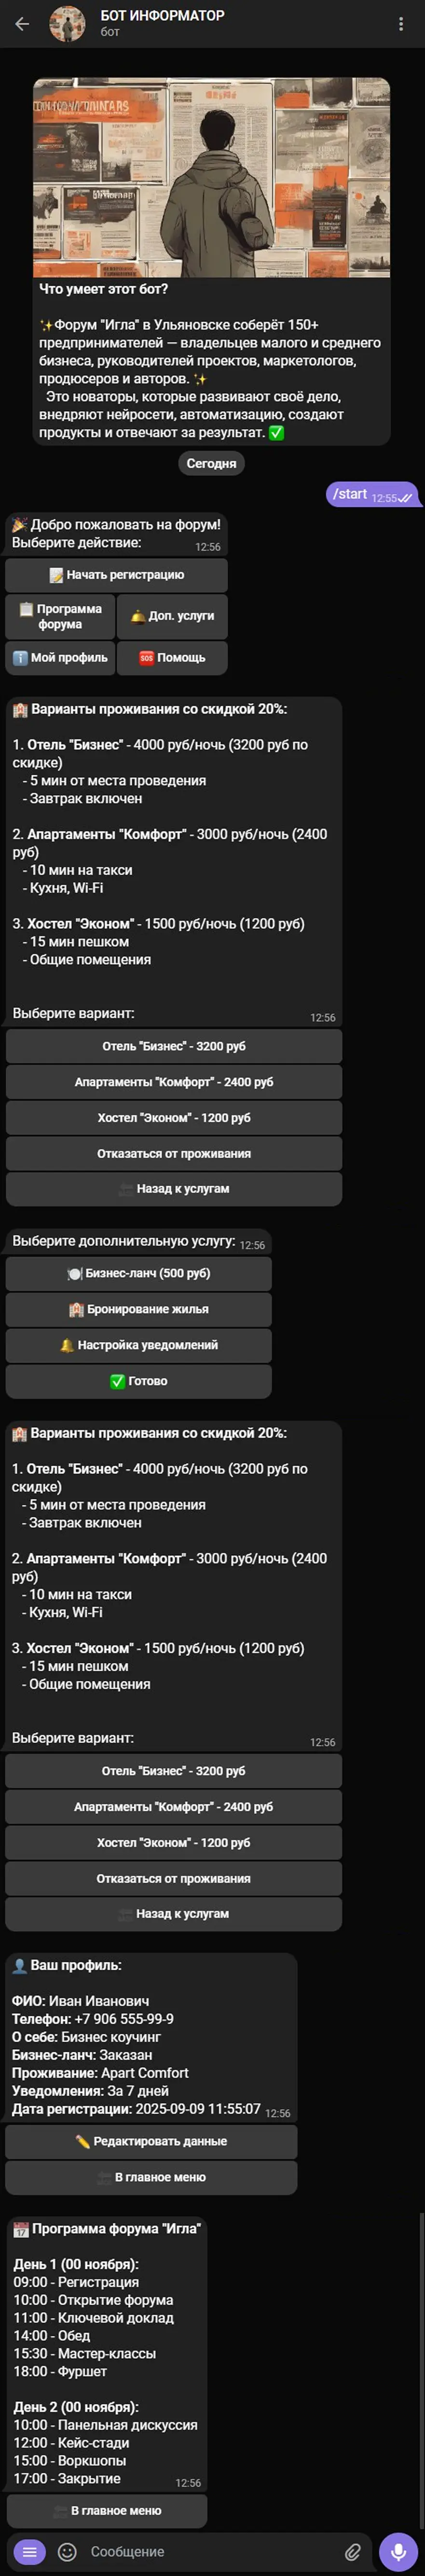 БОТ ИНФОРМАТОР
бот
Что умеет этот бот?
✨Форум "Игла" в Ульяновске соберёт 150+
предпринимателей — владельцев малого и среднего
бизнеса, руководителей проектов, маркетологов,
продюсеров и авторов. ✨
Это новаторы, которые развивают своё дело,
внедряют нейросети, автоматизацию, создают
продукты и отвечают за результат. ✅
Сегодня
/start 12:55
🎉 Добро пожаловать на форум!
Выберите действие: 12:56
📝 Начать регистрацию
📋 Программа
форума
🛎 Доп. услуги
ℹ️ Мой профиль
🆘 Помощь
🏨 Варианты проживания со скидкой 20%:
1. Отель "Бизнес" - 4000 руб/ночь (3200 руб по
скидке)
- 5 мин от места проведения
- Завтрак включен
2. Апартаменты "Комфорт" - 3000 руб/ночь (2400
руб)
- 10 мин на такси
- Кухня, Wi-Fi
3. Хостел "Эконом" - 1500 руб/ночь (1200 руб)
- 15 мин пешком
- Общие помещения
Выберите вариант: 12:56
Отель "Бизнес" - 3200 руб
Апартаменты "Комфорт" - 2400 руб
Хостел "Эконом" - 1200 руб
Отказаться от проживания
Назад к услугам
Выберите дополнительную услугу: 12:56
🍽 Бизнес-ланч (500 руб)
🏨 Бронирование жилья
🔔 Настройка уведомлений
✅ Готово
🏨 Варианты проживания со скидкой 20%:
1. Отель "Бизнес" - 4000 руб/ночь (3200 руб по
скидке)
- 5 мин от места проведения
- Завтрак включен
2. Апартаменты "Комфорт" - 3000 руб/ночь (2400
руб)
- 10 мин на такси
- Кухня, Wi-Fi
3. Хостел "Эконом" - 1500 руб/ночь (1200 руб)
- 15 мин пешком
- Общие помещения
Выберите вариант: 12:56
Отель "Бизнес" - 3200 руб
Апартаменты "Комфорт" - 2400 руб
Хостел "Эконом" - 1200 руб
Отказаться от проживания
Назад к услугам
👤 Ваш профиль:
ФИО: Иван Иванович
Телефон: +7 906 555-99-9
О себе: Бизнес коучинг
Бизнес-ланч: Заказан
Проживание: Apart Comfort
Уведомления: За 7 дней
Дата регистрации: 2025-09-09 11:55:07 12:56
✏️ Редактировать данные
В главное меню
📅 Программа форума "Игла"
День 1 (00 ноября):
09:00 - Регистрация
10:00 - Открытие форума
11:00 - Ключевой доклад
14:00 - Обед
15:30 - Мастер-классы
18:00 - Фуршет
День 2 (00 ноября):
10:00 - Панельная дискуссия
12:00 - Кейс-стади
15:00 - Воркшопы
17:00 - Закрытие 12:56
В главное меню
Сообщение